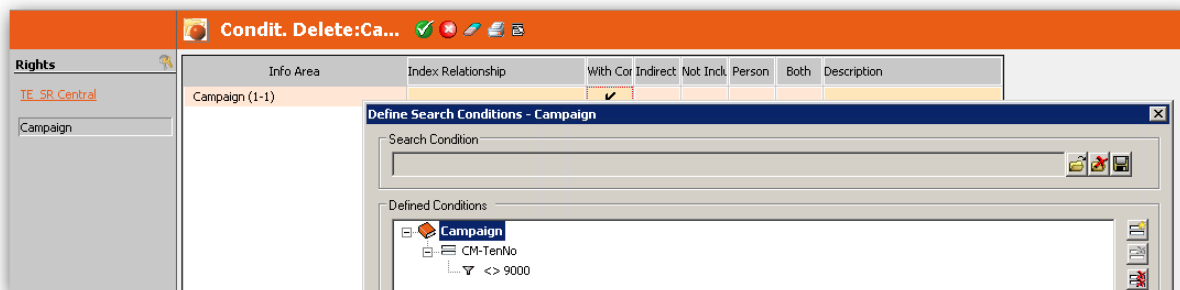 Condit. Delete:Ca...
Rights
TE_SR Central
Campaign
Info Area
Index Relationship
With Cor
Indirect
Not Inclu
Person
Both
Description
Campaign (1-1)
Define Search Conditions - Campaign
Search Condition
Defined Conditions
Campaign
CM-TenNo
<> 9000